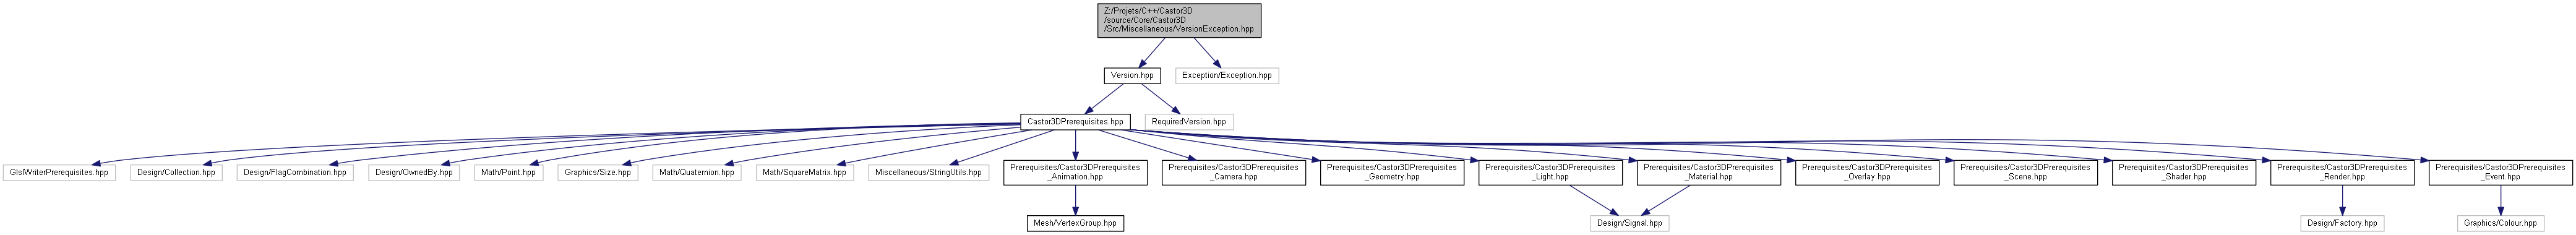 Z:/Projets/C++/Castor3D
/source/Core/Castor3D
/Src/Miscellaneous/VersionException.hpp
Version.hpp
Exception/Exception.hpp
Castor3DPrerequisites.hpp
RequiredVersion.hpp
GlslWriterPrerequisites.hpp
Design/Collection.hpp
Design/FlagCombination.hpp
Design/OwnedBy.hpp
Math/Point.hpp
Graphics/Size.hpp
Math/Quaternion.hpp
Math/SquareMatrix.hpp
Miscellaneous/StringUtils.hpp
Prerequisites/Castor3DPrerequisites
_Animation.hpp
Prerequisites/Castor3DPrerequisites
_Camera.hpp
Prerequisites/Castor3DPrerequisites
_Geometry.hpp
Prerequisites/Castor3DPrerequisites
_Light.hpp
Prerequisites/Castor3DPrerequisites
_Material.hpp
Prerequisites/Castor3DPrerequisites
_Overlay.hpp
Prerequisites/Castor3DPrerequisites
_Scene.hpp
Prerequisites/Castor3DPrerequisites
_Shader.hpp
Prerequisites/Castor3DPrerequisites
_Render.hpp
Prerequisites/Castor3DPrerequisites
_Event.hpp
Mesh/VertexGroup.hpp
Design/Signal.hpp
Design/Factory.hpp
Graphics/Colour.hpp